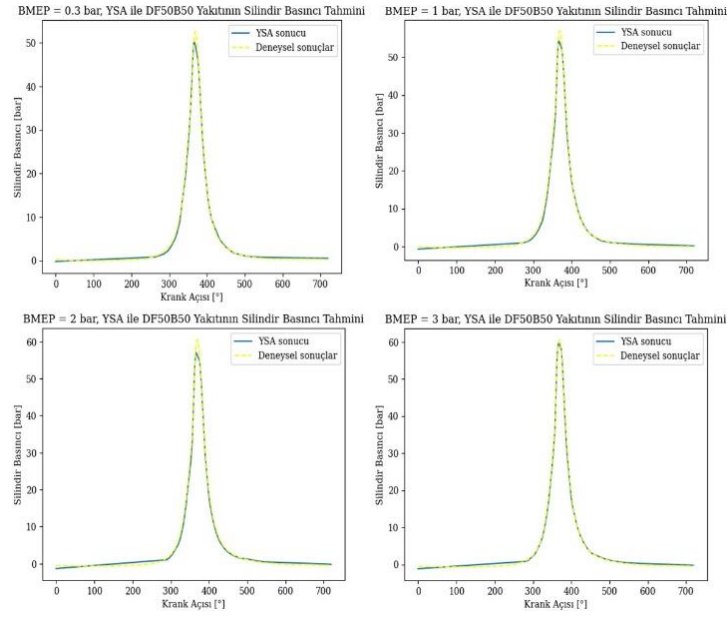 BMEP = 0.3 bar, YSA ile DF50B50 Yakıtının Silindir Basıncı Tahmini
YSA sonucu
Deneysel sonuçlar
Silindir Basıncı [bar]
50
40
30
20
10
0
0 100 200 300 400 500 600 700
Krank Açısı [°]
BMEP = 1 bar, YSA ile DF50B50 Yakıtının Silindir Basıncı Tahmini
YSA sonucu
Deneysel sonuçlar
Silindir Basıncı [bar]
50
40
30
20
10
0
0 100 200 300 400 500 600 700
Krank Açısı [°]
BMEP = 2 bar, YSA ile DF50B50 Yakıtının Silindir Basıncı Tahmini
YSA sonucu
Deneysel sonuçlar
Silindir Basıncı [bar]
60
50
40
30
20
10
0
0 100 200 300 400 500 600 700
Krank Açısı [°]
BMEP = 3 bar, YSA ile DF50B50 Yakıtının Silindir Basıncı Tahmini
YSA sonucu
Deneysel sonuçlar
Silindir Basıncı [bar]
60
50
40
30
20
10
0
0 100 200 300 400 500 600 700
Krank Açısı [°]